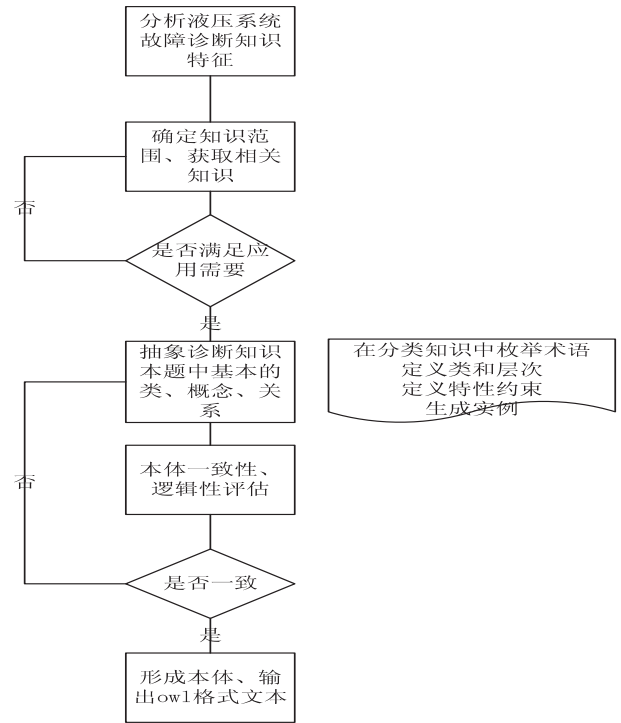 分析液压系统
故障诊断知识
特征
确定知识范
围、获取相关
知识
否
是否满足应
用需要
是
抽象诊断知识
本题中基本的
类、概念、关
系
在分类知识中枚举术语
定义类和层次
定义特性约束
生成实例
本体一致性、
逻辑性评估
否
是否一致
是
形成本体、输
出owl格式文本